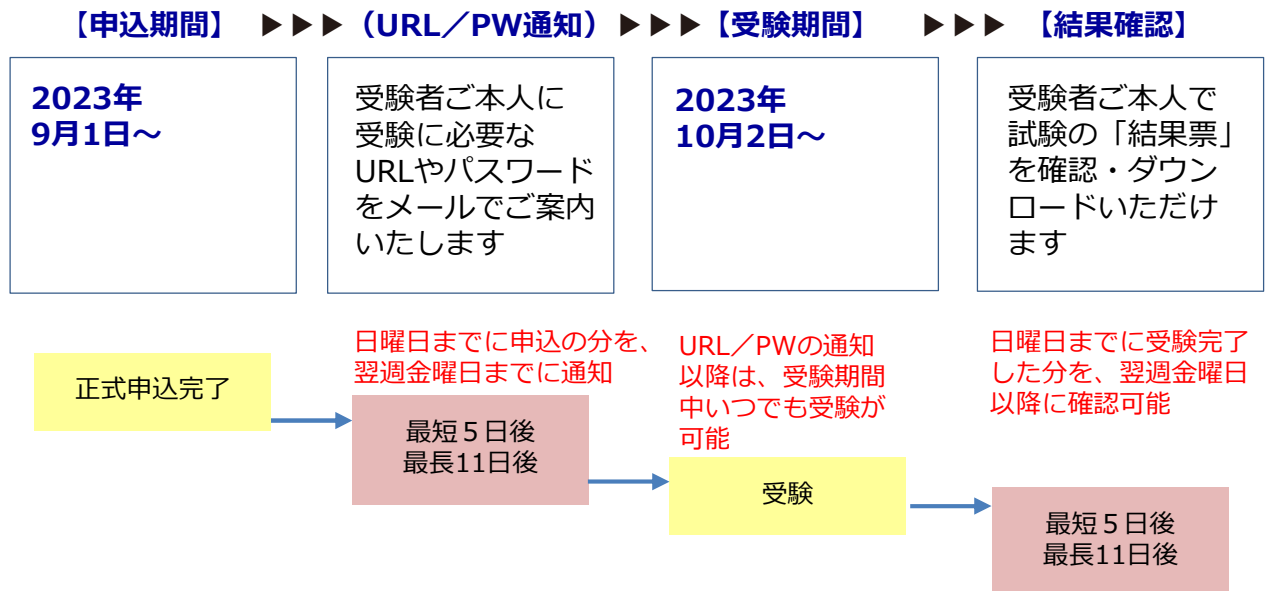 【申込期間】 ▶▶▶（URL／PW通知）▶▶▶【受験期間】 ▶▶▶ 【結果確認】
2023年
9月1日～
受験者ご本人に
受験に必要な
URLやパスワード
をメールでご案内
いたします
2023年
10月2日～
受験者ご本人で
試験の「結果票」
を確認・ダウン
ロードいただけ
ます
正式申込完了
日曜日までに申込の分を、
翌週金曜日までに通知
最短５日後
最長11日後
URL／PWの通知
以降は、受験期間
中いつでも受験が
可能
受験
日曜日までに受験完了
した分を、翌週金曜日
以降に確認可能
最短５日後
最長11日後